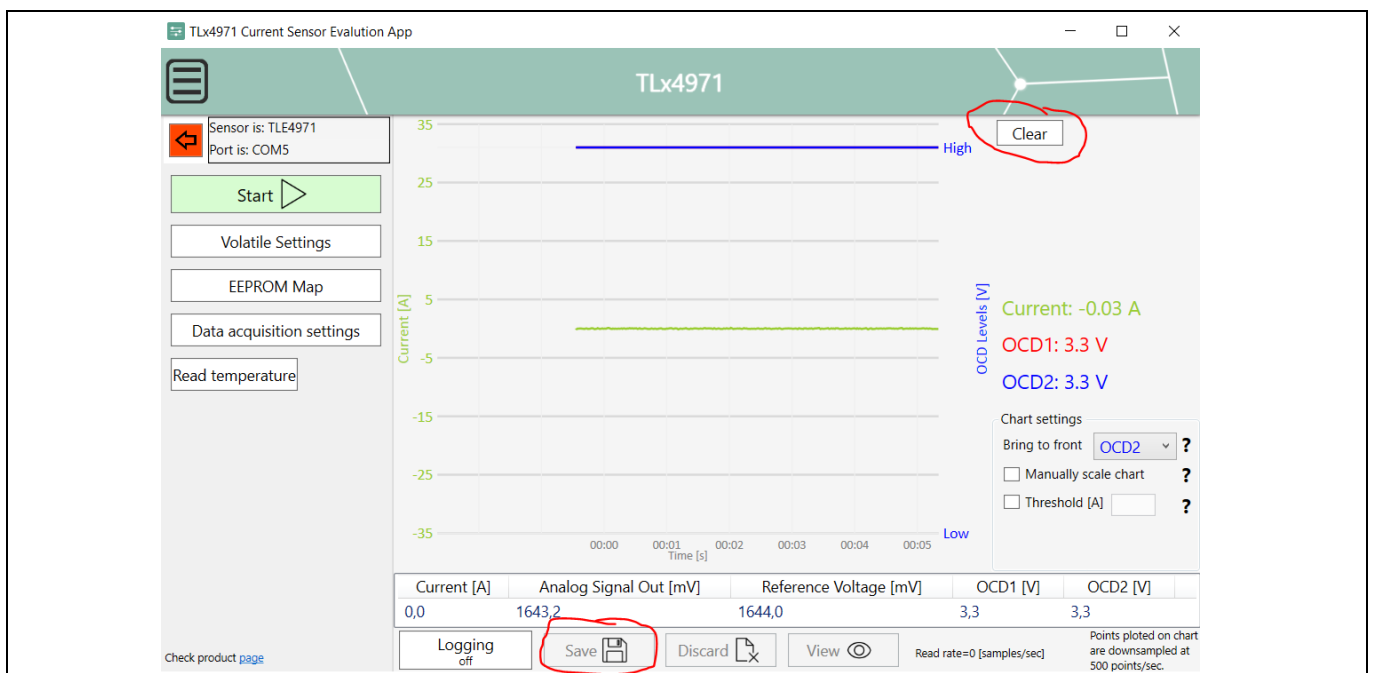 TLx4971 Current Sensor Evalution App
TLx4971
Sensor is: TLE4971
Port is: COM5
Start
Volatile Settings
EEPROM Map
Data acquisition settings
Read temperature
Check product page
35
25
15
5
-5
-15
-25
-35
Current [A]
00:00 00:01 00:02 00:03 00:04 00:05
Time [s]
High
Low
OCD Levels [V]
Clear
Current: -0.03 A
OCD1: 3.3 V
OCD2: 3.3 V
Chart settings
Bring to front OCD2 ?
Manually scale chart ?
Threshold [A] ?
Current [A] Analog Signal Out [mV] Reference Voltage [mV] OCD1 [V] OCD2 [V]
0,0 1643,2 1644,0 3,3 3,3
Logging
off
Save
Discard
View
Read rate=0 [samples/sec]
Points ploted on chart
are downsampled at
500 points/sec.